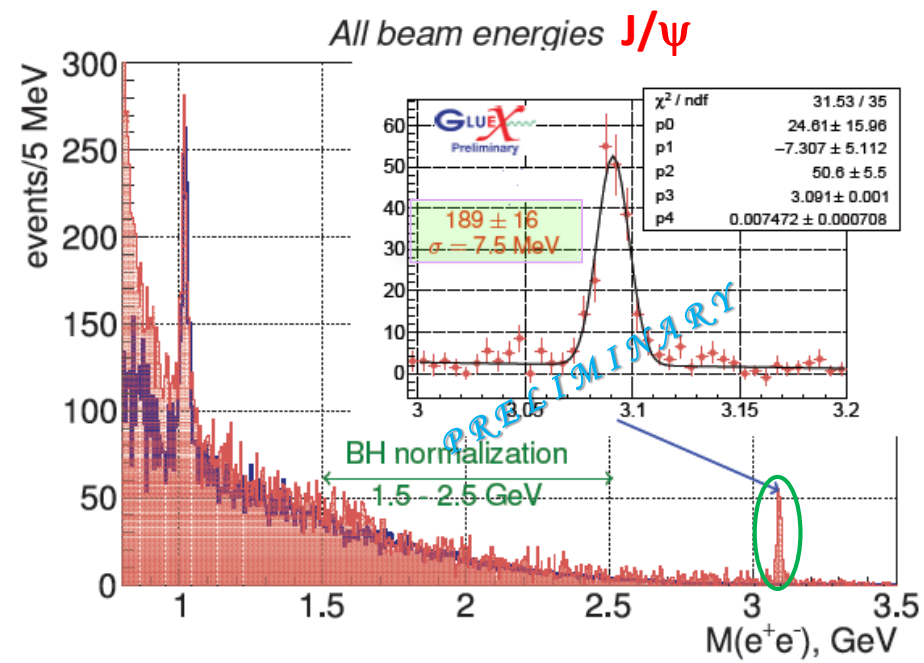 All beam energies J/ψ
events/5 MeV
300
250
200
150
100
50
0
GLUEX
Preliminary
60
50
40
30
20
10
0
189 ± 16
σ = 7.5 MeV
χ² / ndf 31.53 / 35
p0 24.61 ± 15.96
p1 −7.307 ± 5.112
p2 50.6 ± 5.5
p3 3.091 ± 0.001
p4 0.007472 ± 0.000708
3 3.05 3.1 3.15 3.2
PRELIMINARY
BH normalization
1.5 - 2.5 GeV
1 1.5 2 2.5 3 3.5
M(e⁺e⁻), GeV